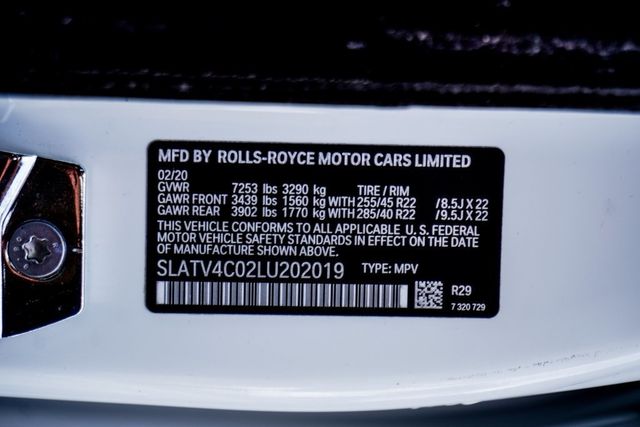 MFD BY ROLLS-ROYCE MOTOR CARS LIMITED
02/20
GVWR 7253 lbs 3290 kg TIRE / RIM
GAWR FRONT 3439 lbs 1560 kg WITH 255/45 R22 /8.5J X 22
GAWR REAR 3902 lbs 1770 kg WITH 285/40 R22 /9.5J X 22
THIS VEHICLE CONFORMS TO ALL APPLICABLE U. S. FEDERAL
MOTOR VEHICLE SAFETY STANDARDS IN EFFECT ON THE DATE
OF MANUFACTURE SHOWN ABOVE.
SLATV4C02LU202019 TYPE: MPV
R29
7 320 729